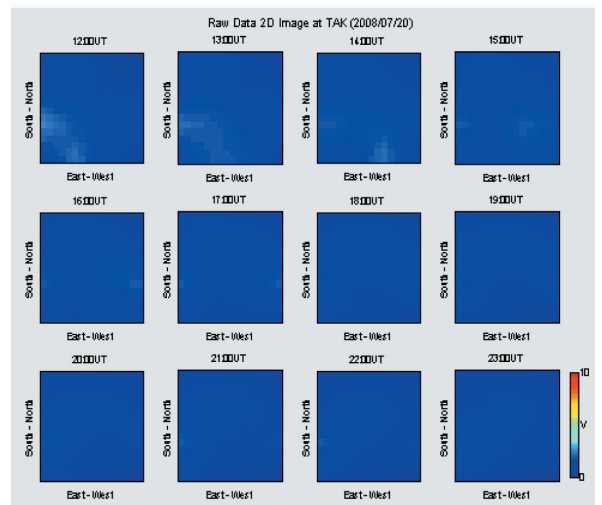 Raw Data 2D Image at TAK (2008/07/20)
12:00UT 13:00UT 14:00UT 15:00UT
South - North South - North South - North South - North
East-West East-West East-West East-West
16:00UT 17:00UT 18:00UT 19:00UT
South - North South - North South - North South - North
East-West East-West East-West East-West
20:00UT 21:00UT 22:00UT 23:00UT
South - North South - North South - North South - North
10
V
0
East-West East-West East-West East-West